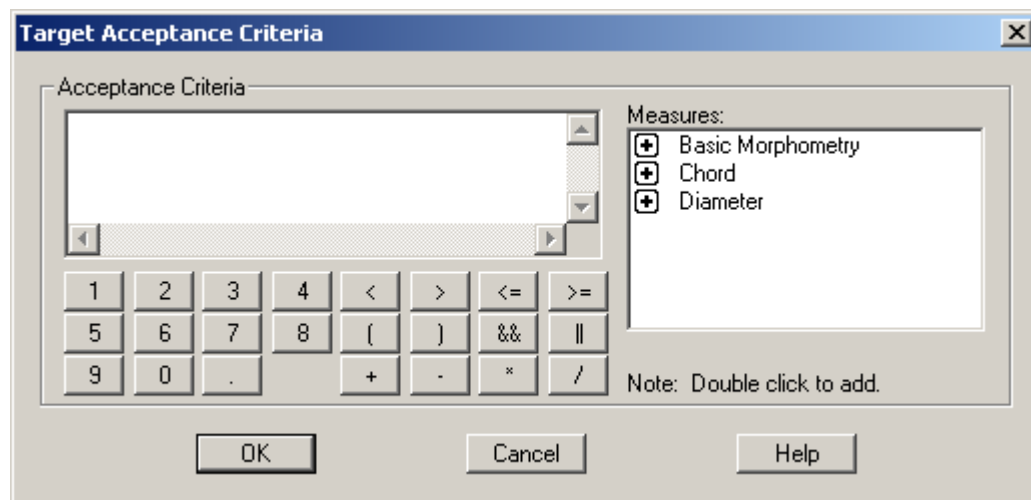 Target Acceptance Criteria
Acceptance Criteria
Measures:
Basic Morphometry
Chord
Diameter
1 2 3 4 < > <= >=
5 6 7 8 ( ) && ||
9 0 . + - * /
Note: Double click to add.
OK Cancel Help